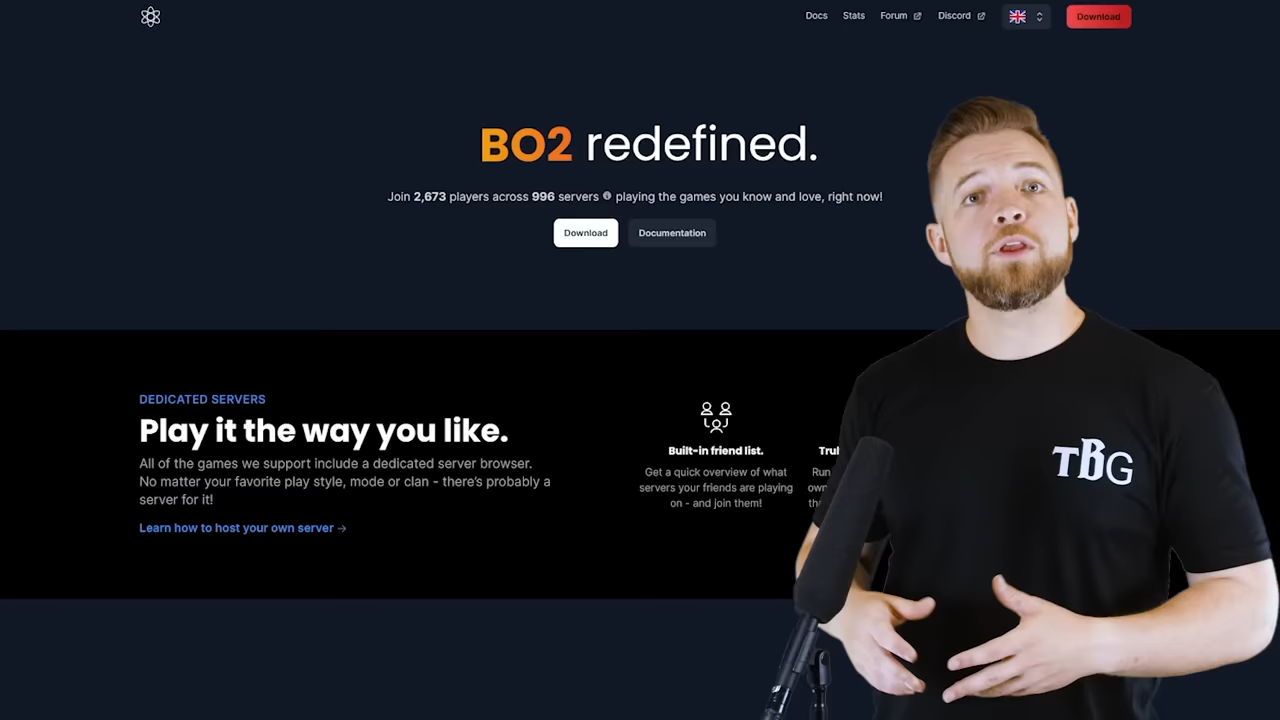 Docs Stats Forum Discord Download
BO2 redefined.
Join 2,673 players across 996 servers playing the games you know and love, right now!
Download Documentation
DEDICATED SERVERS
Play it the way you like.
All of the games we support include a dedicated server browser.
No matter your favorite play style, mode or clan - there's probably a
server for it!
Learn how to host your own server →
Built-in friend list.
Get a quick overview of what
servers your friends are playing
on - and join them!
Run
TBG